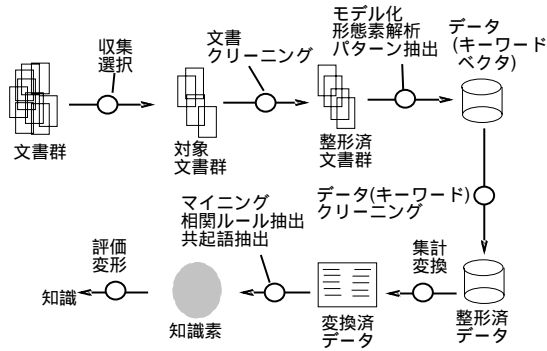 収集
選択
文書群
文書
クリーニング
対象
文書群
モデル化
形態素解析
パターン抽出
整形済
文書群
データ
(キーワード
ベクタ)
データ(キーワード)
クリーニング
整形済
データ
集計
変換
変換済
データ
マイニング
相関ルール抽出
共起語抽出
知識素
評価
変形
知識